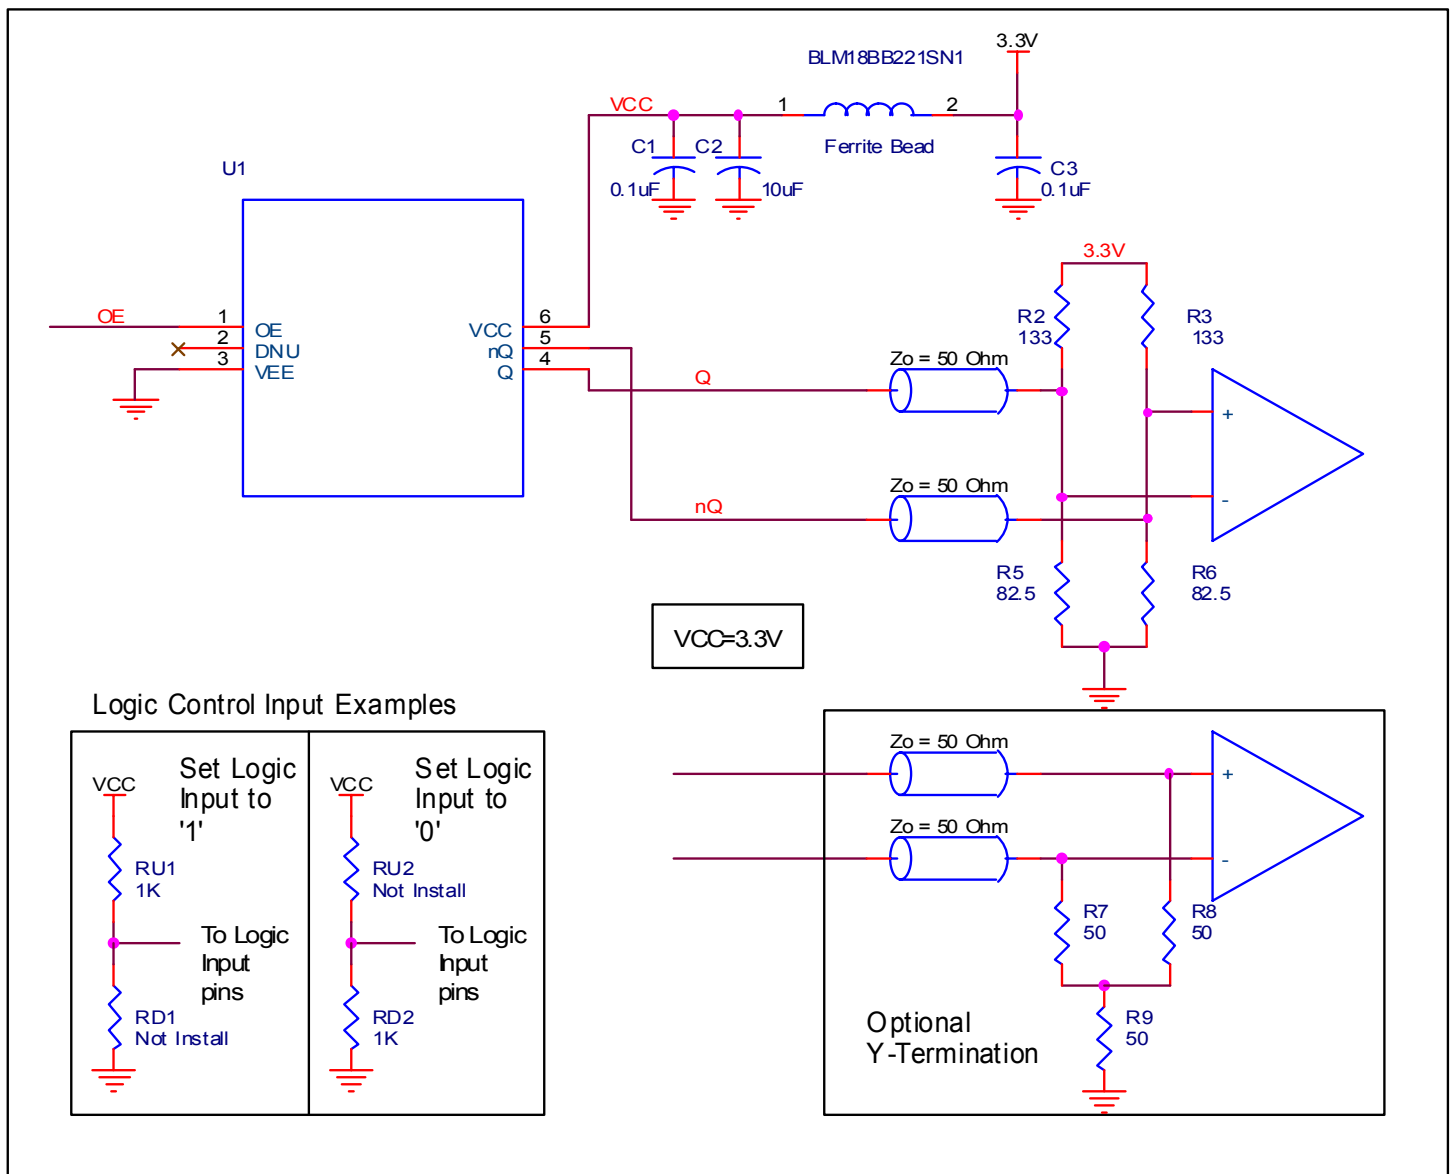 3.3V
BLM18BB221SN1
VCC
1
2
C1
0.1uF
C2
10uF
Ferrite Bead
C3
0.1uF
U1
3.3V
OE
1
2
3
OE
DNU
VEE
VCC
nQ
Q
6
5
4
R2
133
R3
133
Zo = 50 Ohm
Q
+
-
Zo = 50 Ohm
nQ
R5
82.5
R6
82.5
VCC=3.3V
Logic Control Input Examples
VCC
Set Logic
Input to
'1'
RU1
1K
To Logic
Input
pins
RD1
Not Install
VCC
Set Logic
Input to
'0'
RU2
Not Install
To Logic
Input
pins
RD2
1K
Zo = 50 Ohm
+
Zo = 50 Ohm
-
R7
50
R8
50
R9
50
Optional
Y-Termination